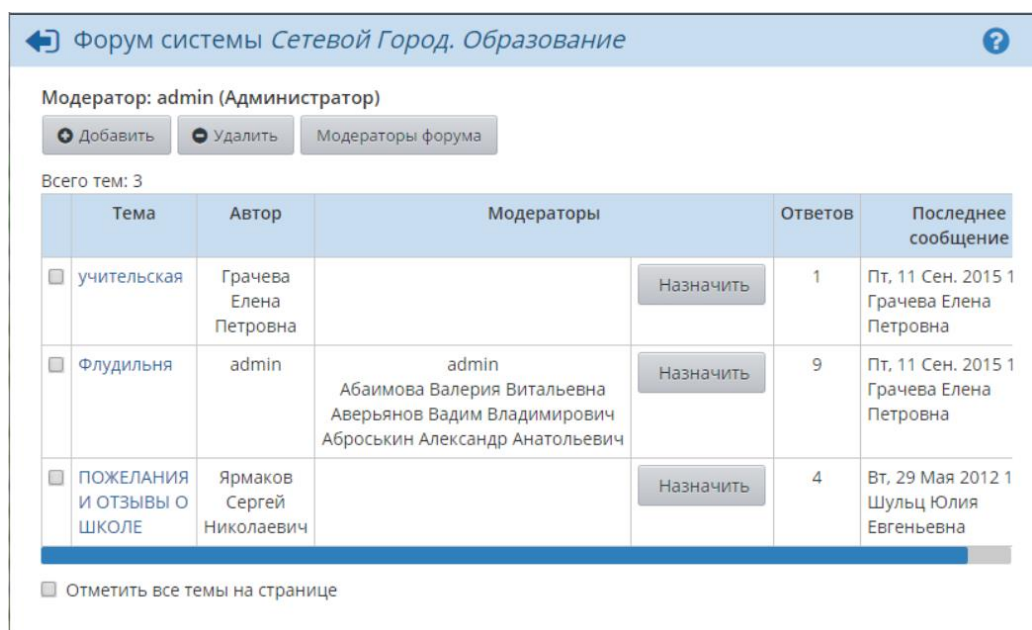 Форум системы Сетевой Город. Образование
Модератор: admin (Администратор)
Добавить Удалить Модераторы форума
Всего тем: 3
Тема Автор Модераторы Ответов Последнее
сообщение
учительская Грачева
Елена
Петровна
Назначить
1
Пт, 11 Сен. 2015 1
Грачева Елена
Петровна
Флудильня
admin
admin
Абаимова Валерия Витальевна
Аверьянов Вадим Владимирович
Аброськин Александр Анатольевич
Назначить
9
Пт, 11 Сен. 2015 1
Грачева Елена
Петровна
ПОЖЕЛАНИЯ
И ОТЗЫВЫ О
ШКОЛЕ
Ярмаков
Сергей
Николаевич
Назначить
4
Вт, 29 Мая 2012 1
Шульц Юлия
Евгеньевна
Отметить все темы на странице